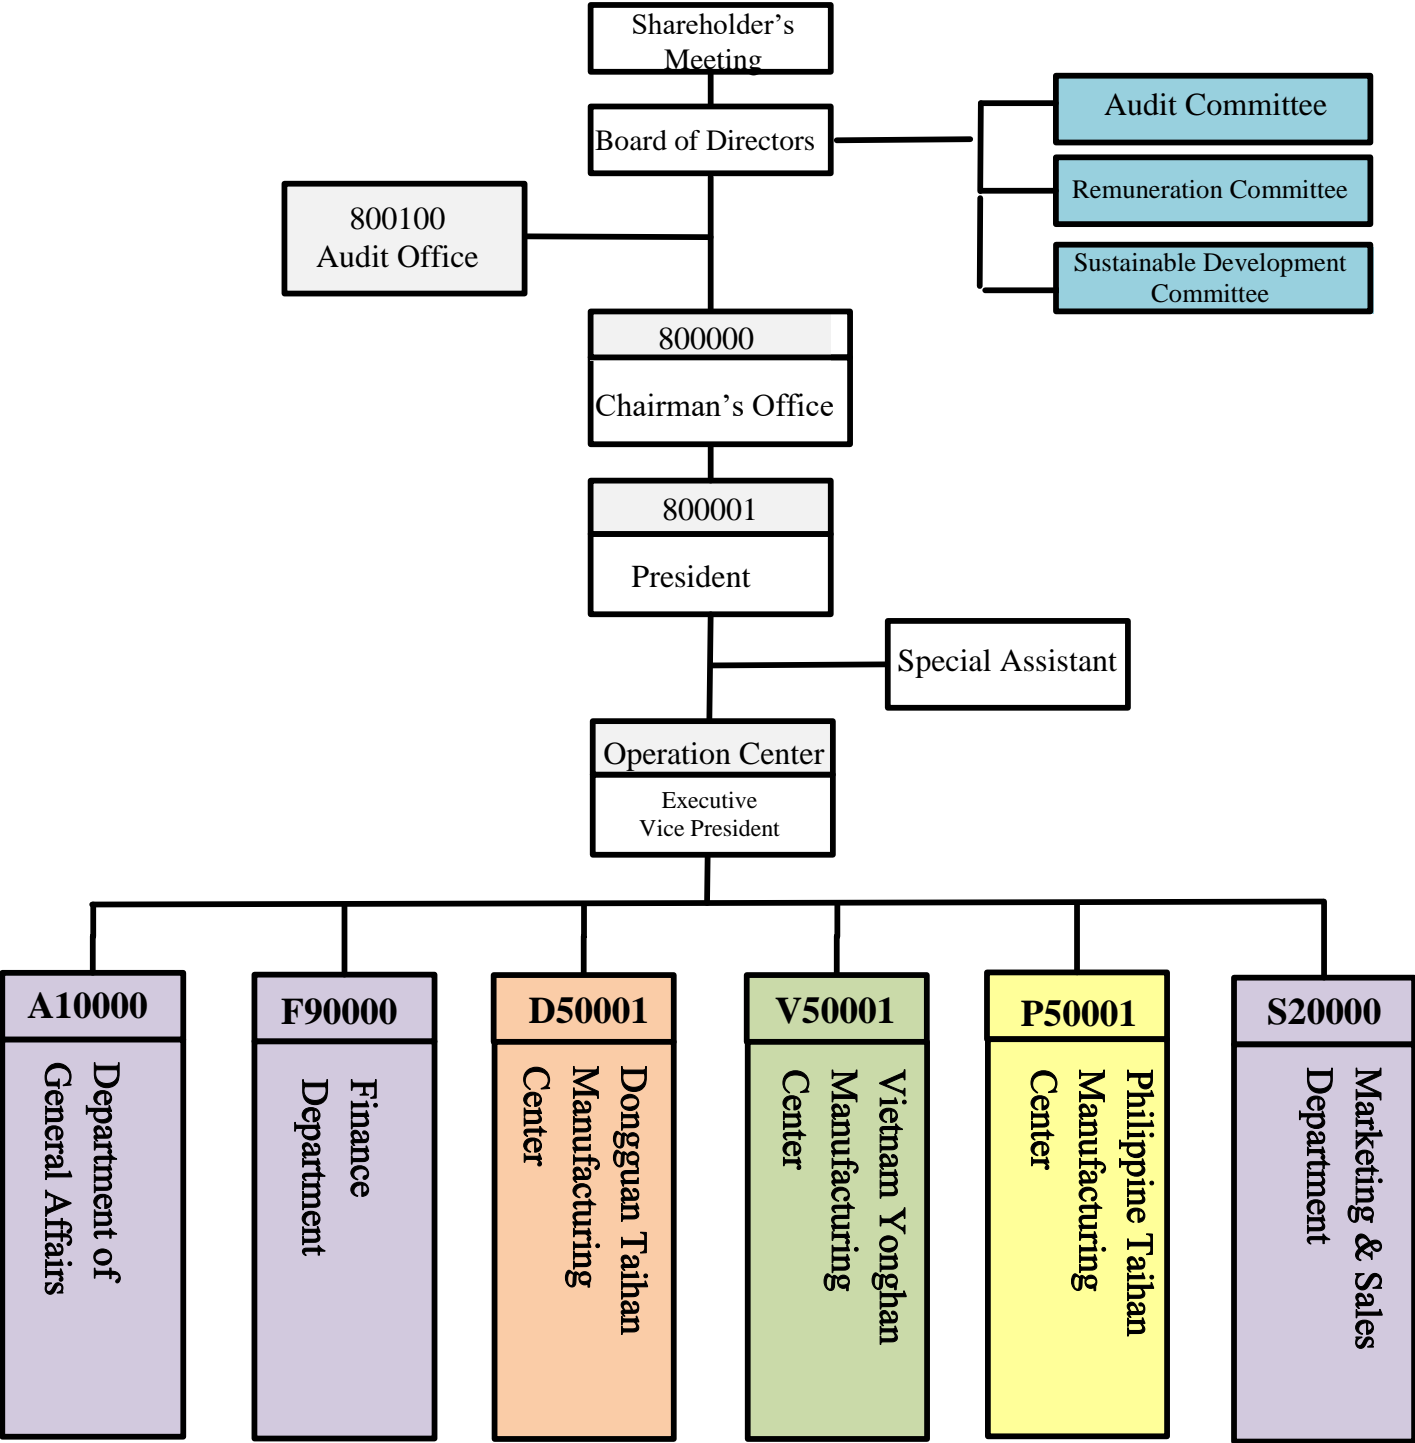 Shareholder’s
Meeting
Audit Committee
Board of Directors
Remuneration Committee
800100
Audit Office
Sustainable Development
Committee
800000
Chairman’s Office
800001
President
Special Assistant
Operation Center
Executive
Vice President
A10000
Department of
General Affairs
F90000
Finance
Department
D50001
Dongguan Taihan
Manufacturing
Center
V50001
Vietnam Yonghan
Manufacturing
Center
P50001
Philippine Taihan
Manufacturing
Center
S20000
Marketing & Sales
Department